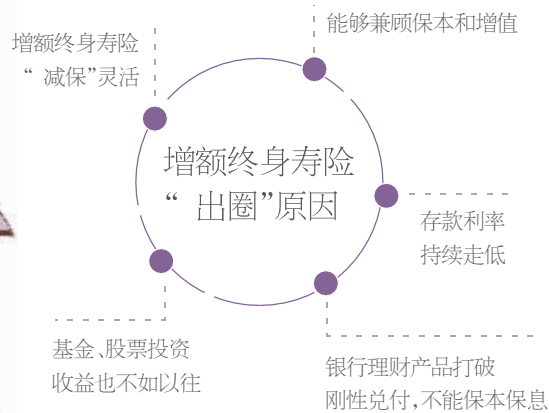 能够兼顾保本和增值
增额终身寿险
“减保”灵活
增额终身寿险
“出圈”原因
存款利率
持续走低
基金、股票投资
收益也不如以往
银行理财产品打破
刚性兑付,不能保本保息